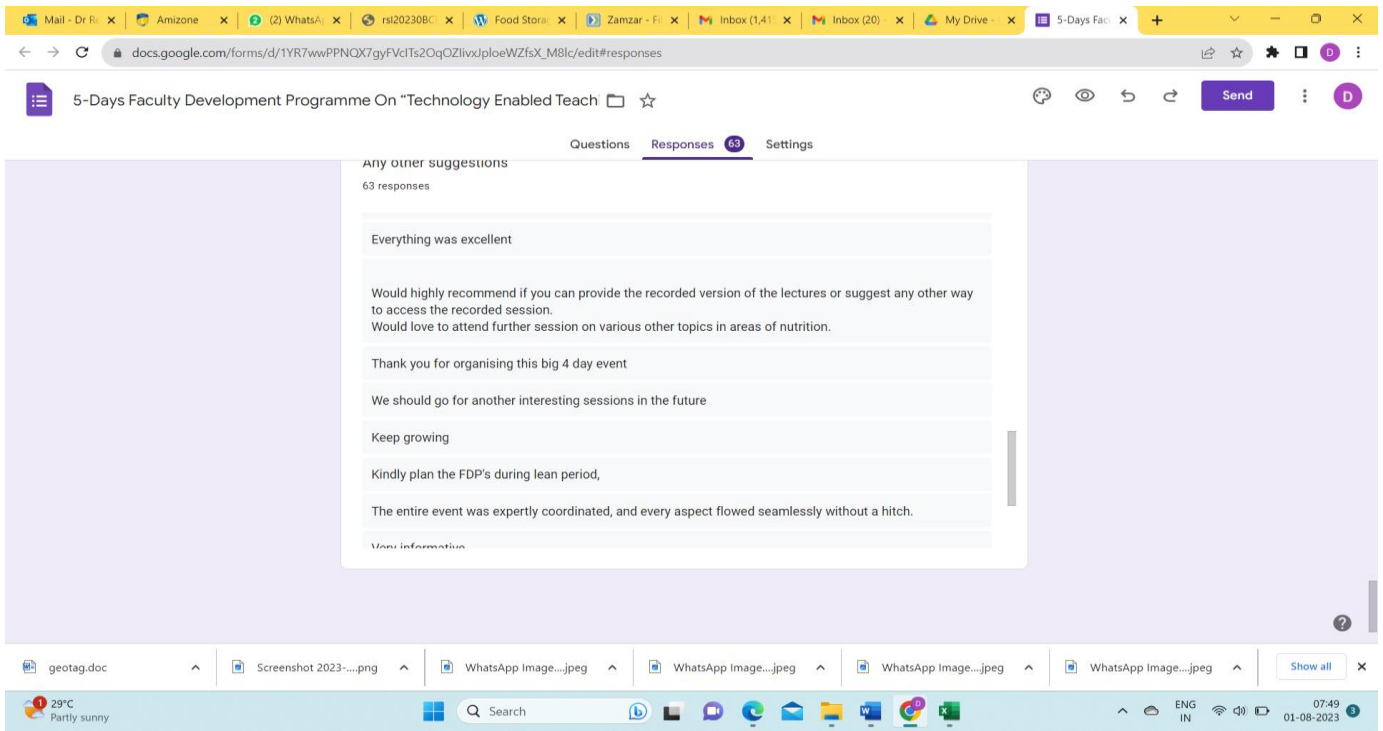 Mail - Dr R
Amizone
(2) WhatsA
rsl20230BC
Food Storag
Zamzar - Fil
Inbox (1,41
Inbox (20) -
My Drive -
5-Days Fac
docs.google.com/forms/d/1YR7wwPPNQX7gyFVcITs2OqOZlivxJploeWZfsX_M8lc/edit#responses
D
5-Days Faculty Development Programme On “Technology Enabled Teach
Send
D
Questions Responses 63 Settings
Any other suggestions
63 responses
Everything was excellent
Would highly recommend if you can provide the recorded version of the lectures or suggest any other way
to access the recorded session.
Would love to attend further session on various other topics in areas of nutrition.
Thank you for organising this big 4 day event
We should go for another interesting sessions in the future
Keep growing
Kindly plan the FDP's during lean period,
The entire event was expertly coordinated, and every aspect flowed seamlessly without a hitch.
Very informative
geotag.doc
Screenshot 2023-....png
WhatsApp Image....jpeg
WhatsApp Image....jpeg
WhatsApp Image....jpeg
WhatsApp Image....jpeg
Show all
1
29°C
Partly sunny
Search
ENG
IN
07:49
01-08-2023
3